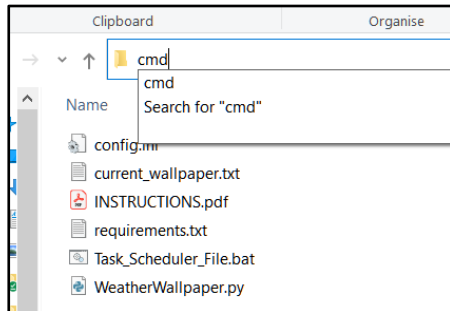 Clipboard
Organise
cmd
cmd
Search for "cmd"
Name
config.ini
current_wallpaper.txt
INSTRUCTIONS.pdf
requirements.txt
Task_Scheduler_File.bat
WeatherWallpaper.py